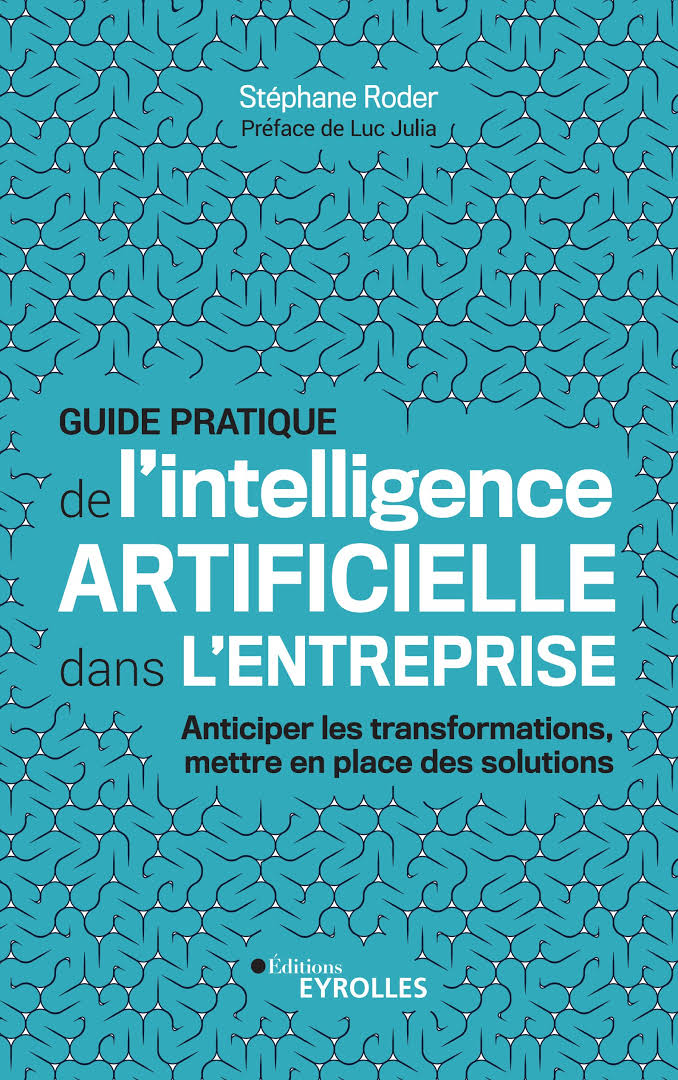 Stéphane Roder
Préface de Luc Julia
GUIDE PRATIQUE
de l'intelligence
ARTIFICIELLE
dans L'ENTREPRISE
Anticiper les transformations,
mettre en place des solutions
Éditions
EYROLLES